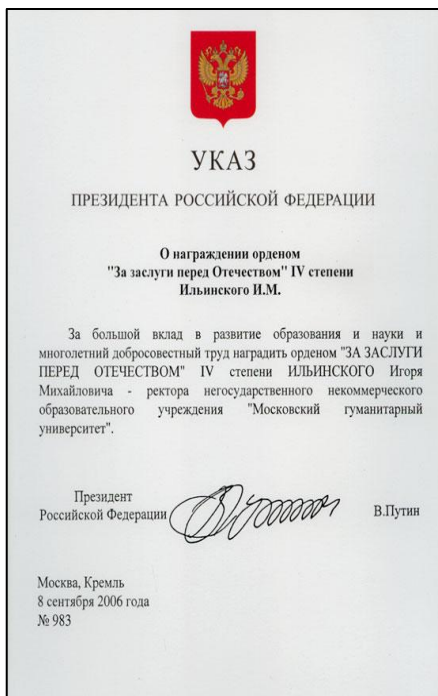 УКАЗ
ПРЕЗИДЕНТА РОССИЙСКОЙ ФЕДЕРАЦИИ
О награждении орденом
"За заслуги перед Отечеством" IV степени
Ильинского И.М.
За большой вклад в развитие образования и науки и
многолетний добросовестный труд наградить орденом "ЗА ЗАСЛУГИ
ПЕРЕД ОТЕЧЕСТВОМ" IV степени ИЛЬИНСКОГО Игоря
Михайловича - ректора негосударственного некоммерческого
образовательного учреждения "Московский гуманитарный
университет".
Президент
Российской Федерации
В.Путин
Москва, Кремль
8 сентября 2006 года
№ 983